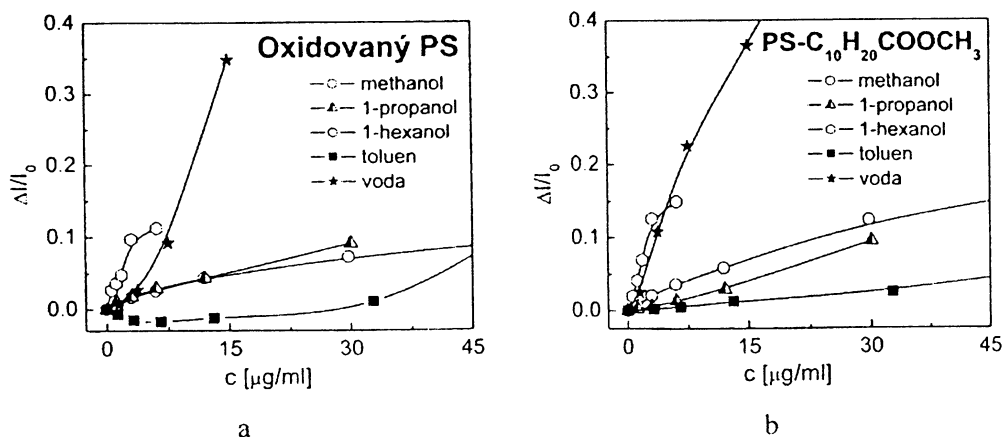 Oxidovaný PS
methanol
1-propanol
1-hexanol
toluen
voda
0.4
0.3
0.2
0.1
0.0
ΔI/I₀
0
15
30
45
c [µg/ml]
a
PS-C₁₀H₂₀COOCH₃
methanol
1-propanol
1-hexanol
toluen
voda
0.4
0.3
0.2
0.1
0.0
ΔI/I₀
0
15
30
45
c [µg/ml]
b